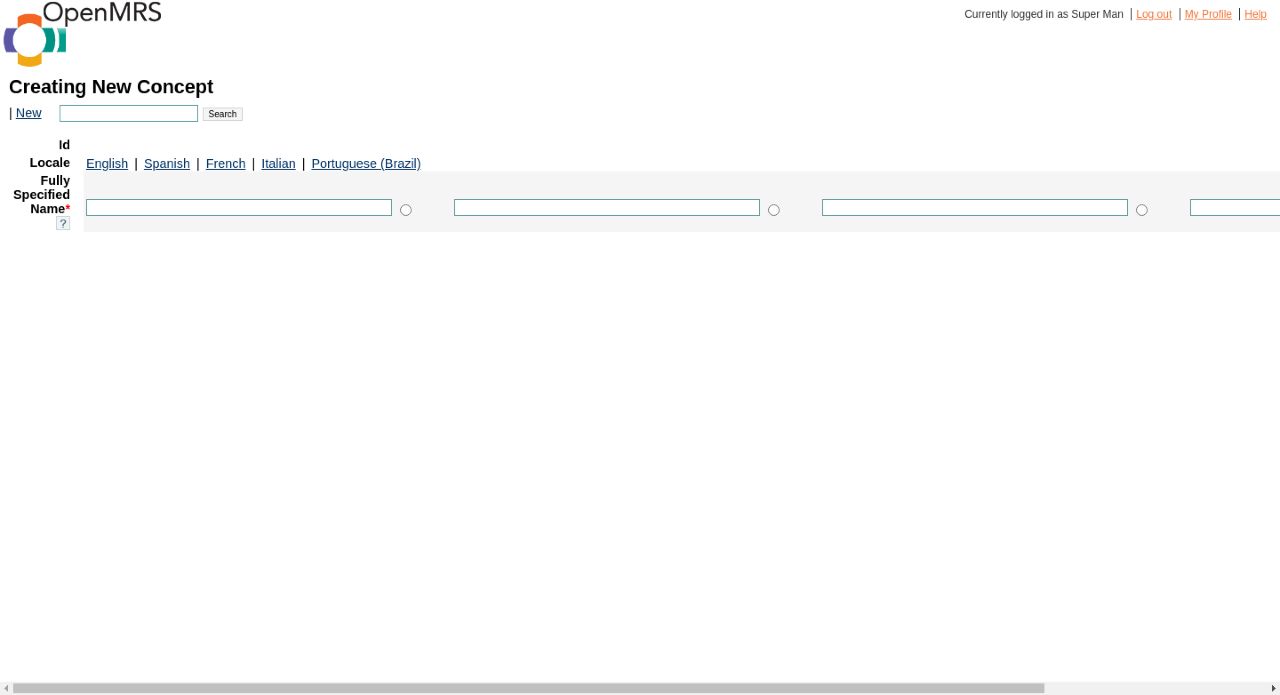 OpenMRS
Currently logged in as Super Man | Log out | My Profile | Help
Creating New Concept
| New Search
Id
Locale English | Spanish | French | Italian | Portuguese (Brazil)
Fully
Specified
Name*
?